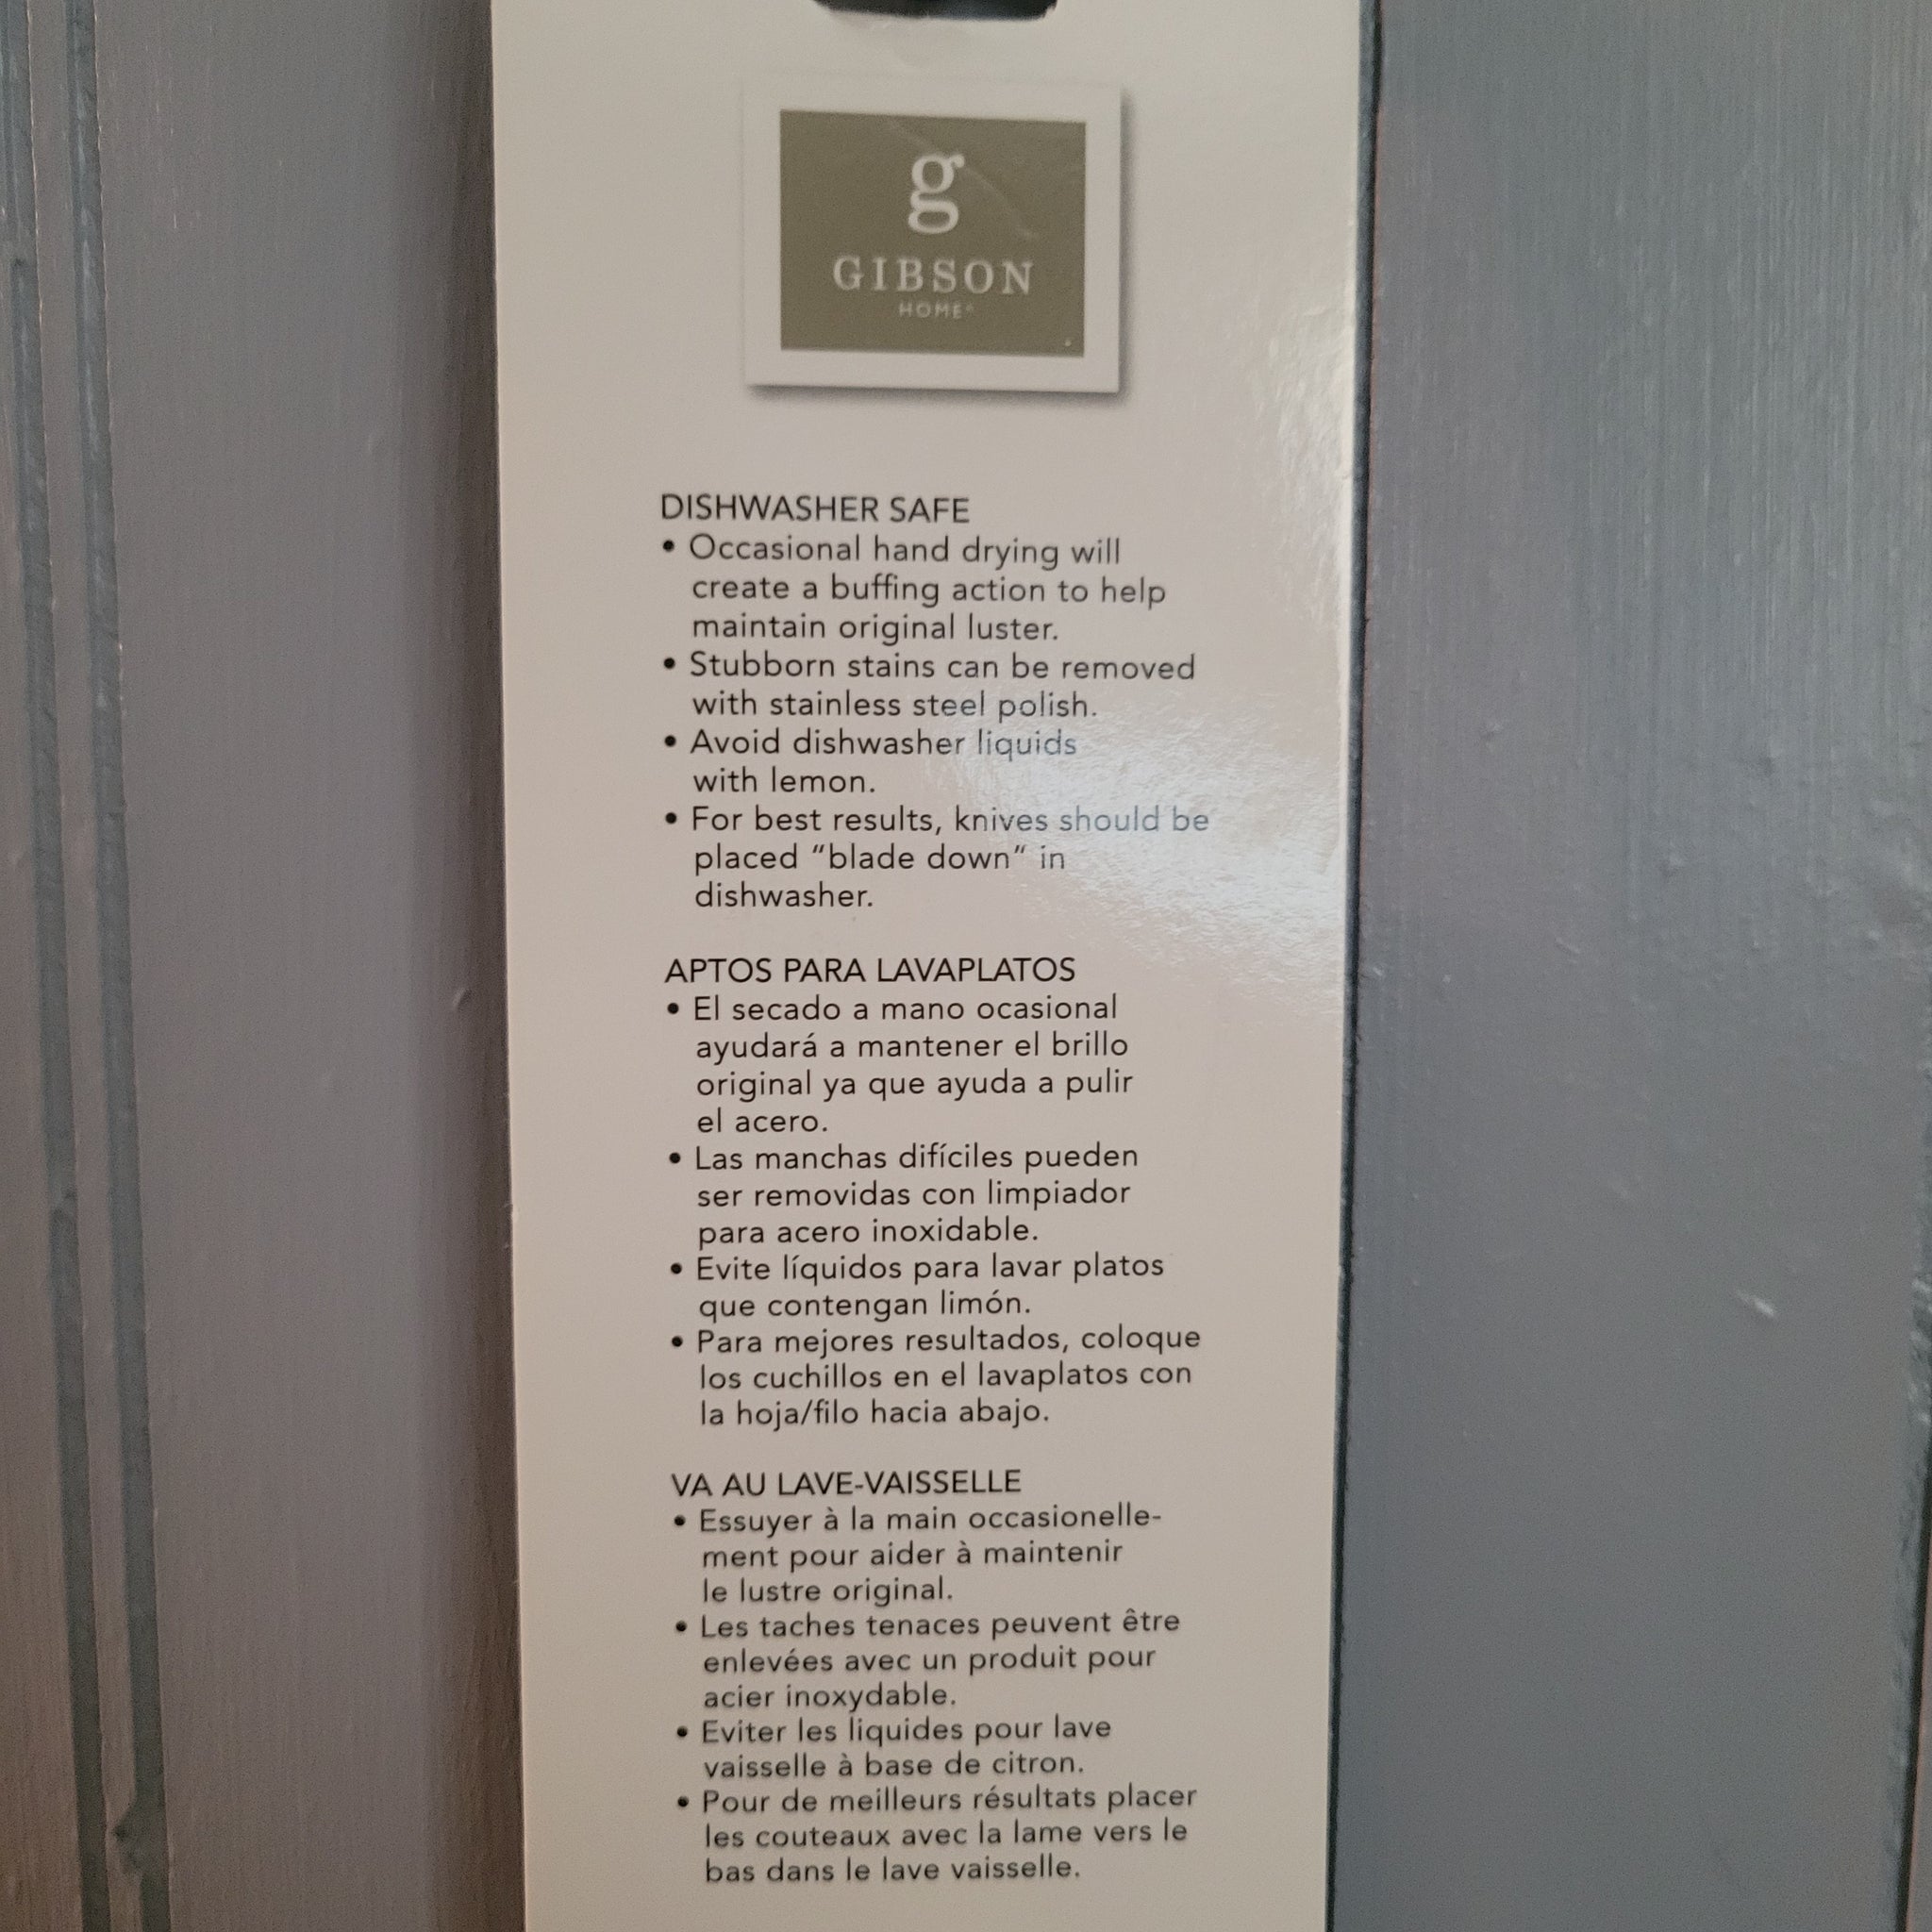 g
GIBSON
HOME®
DISHWASHER SAFE
• Occasional hand drying will
create a buffing action to help
maintain original luster.
• Stubborn stains can be removed
with stainless steel polish.
• Avoid dishwasher liquids
with lemon.
• For best results, knives should be
placed “blade down” in
dishwasher.
APTOS PARA LAVAPLATOS
• El secado a mano ocasional
ayudará a mantener el brillo
original ya que ayuda a pulir
el acero.
• Las manchas difíciles pueden
ser removidas con limpiador
para acero inoxidable.
• Evite líquidos para lavar platos
que contengan limón.
• Para mejores resultados, coloque
los cuchillos en el lavaplatos con
la hoja/filo hacia abajo.
VA AU LAVE-VAISSELLE
• Essuyer à la main occasionelle-
ment pour aider à maintenir
le lustre original.
• Les taches tenaces peuvent être
enlevées avec un produit pour
acier inoxydable.
• Eviter les liquides pour lave
vaisselle à base de citron.
• Pour de meilleurs résultats placer
les couteaux avec la lame vers le
bas dans le lave vaisselle.